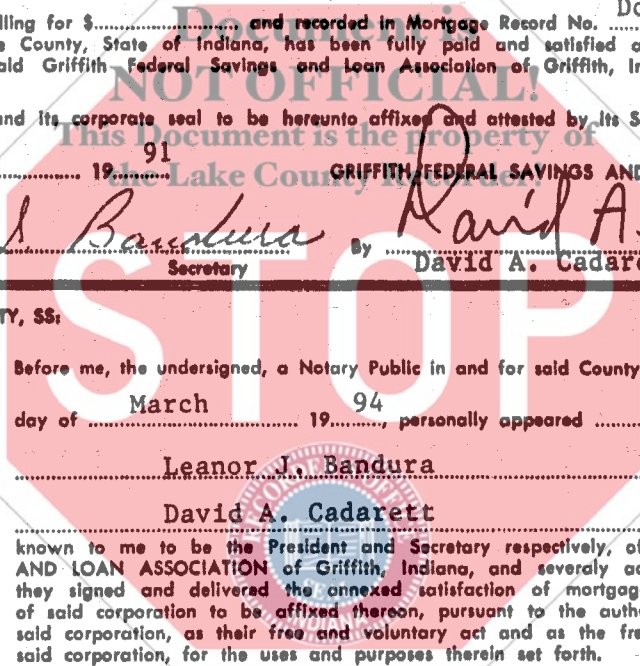 Document is
lling for $.................... and recorded in Mortgage Record No. ....
e County, State of Indiana, has been fully paid and satisfied a
aid Griffith Federal Savings and Loan Association of Griffith, In
NOT OFFICIAL!
and its corporate seal to be hereunto affixed and attested by its S
This Document is the property of
19 91
GRIFFITH FEDERAL SAVINGS AND
the Lake County Recorder!
Bandura
By David A.
Secretary
David A. Cadare
STOP
TY, SS:
Before me, the undersigned, a Notary Public in and for said County
day of March 19 94, personally appeared
Leanor J. Bandura
David A. Cadarett
known to me to be the President and Secretary respectively, of
AND LOAN ASSOCIATION of Griffith, Indiana, and severaly ac
they signed and delivered the annexed satisfaction of mortgag
of said corporation to be affixed thereon, pursuant to the autho
said corporation, as their free and voluntary act and as the fre
said corporation, for the uses and purposes therein set forth.
RECORDER'S OFFICE
SEAL
INDIANA